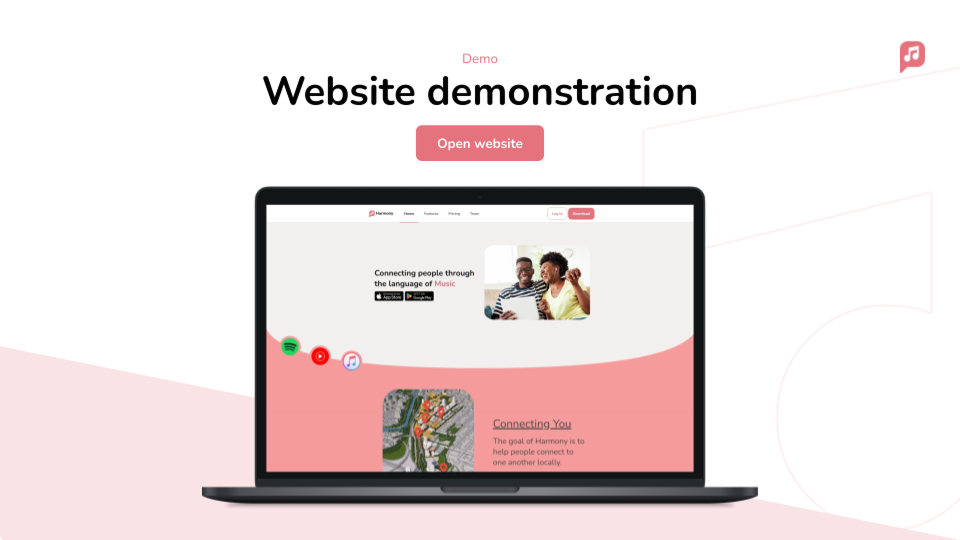 Demo
Website demonstration
Open website
Harmony Home Features Pricing Team Log in Download
Connecting people through
the language of Music
App Store Google Play
Connecting You
The goal of Harmony is to
help people connect to
one another locally.